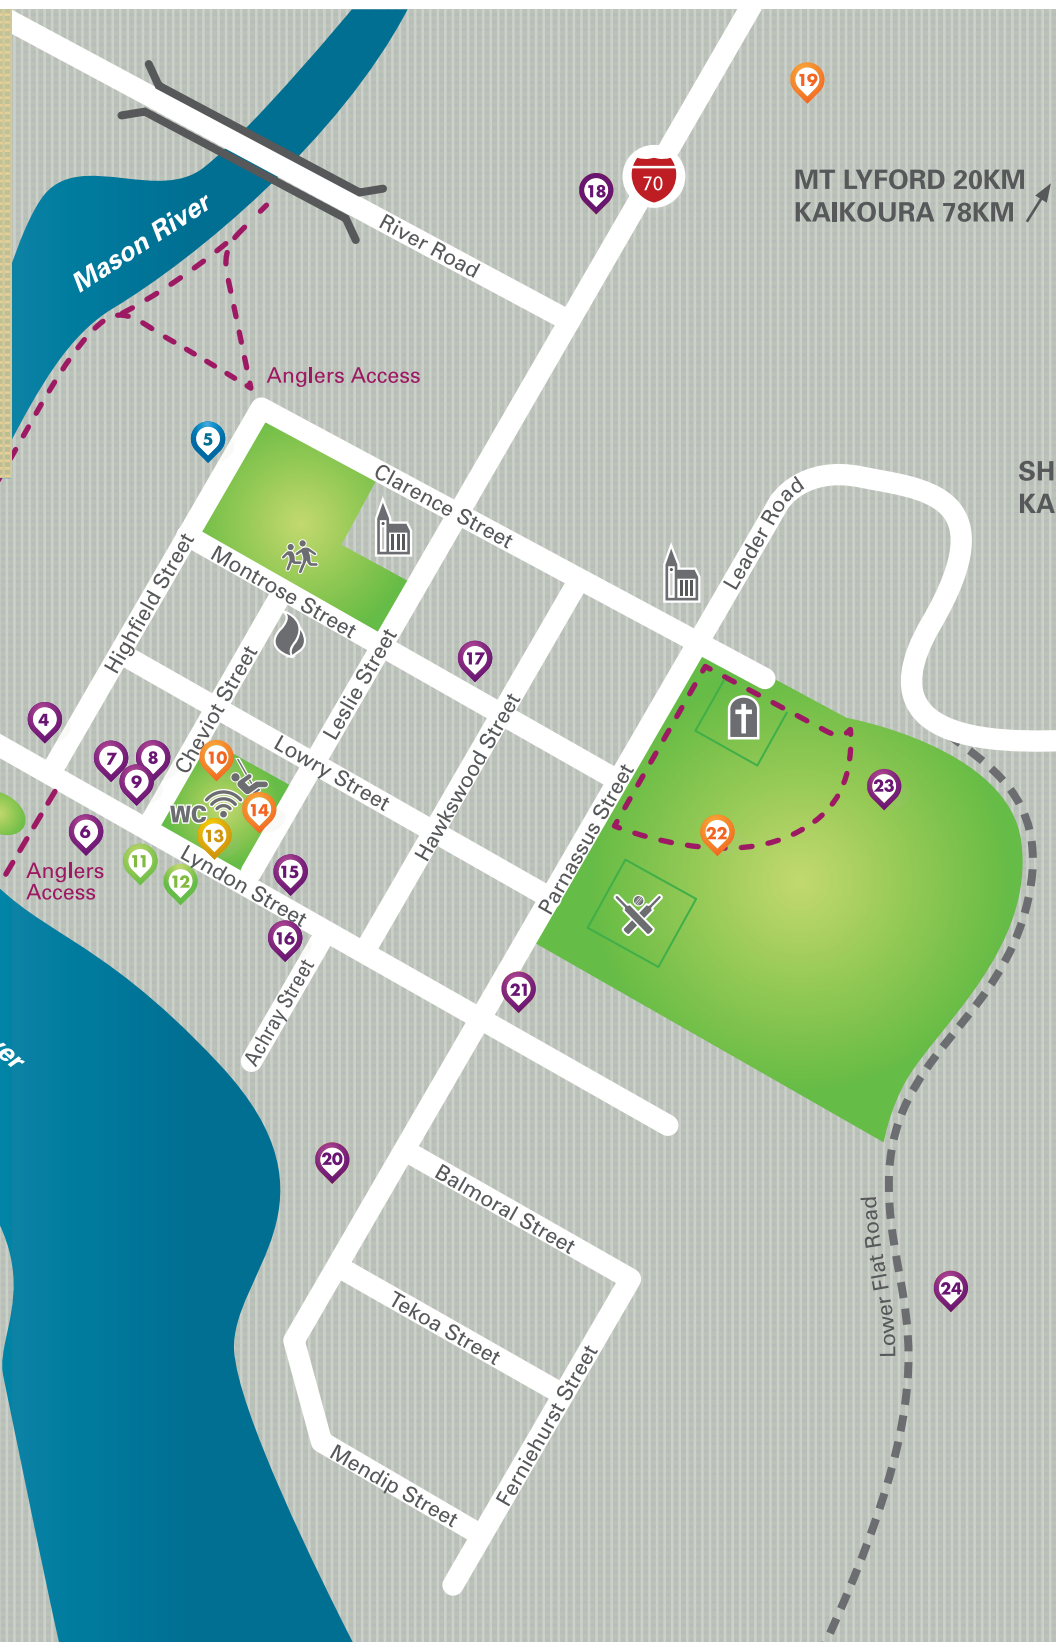 19
70
18
MT LYFORD 20KM
KAIKOURA 78KM
Mason River
River Road
Anglers Access
5
Clarence Street
SH
KA
Leader Road
Highfield Street
Montrose Street
17
4
Cheviot Street
Leslie Street
Hawkswood Street
7
8
9
10
Lowry Street
Parnassus Street
23
WC
14
13
22
6
11
12
Anglers
Access
Lyndon Street
15
16
21
Achray Street
er
20
Balmoral Street
Lower Flat Road
24
Tekoa Street
Ferniehurst Street
Mendip Street